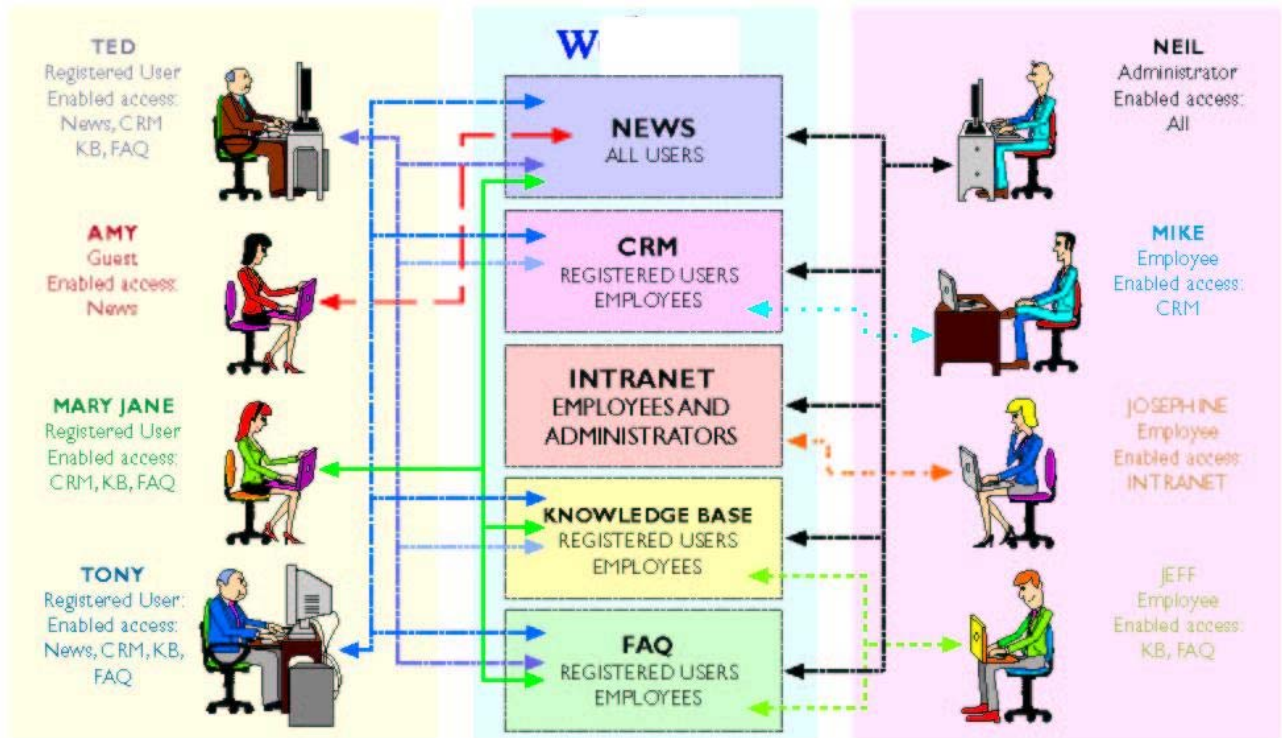 TED
Registered User
Enabled access:
News, CRM
KB, FAQ
AMY
Guest
Enabled access:
News
MARY JANE
Registered User
Enabled access:
CRM, KB, FAQ
TONY
Registered User:
Enabled access:
News, CRM, KB,
FAQ
W
NEWS
ALL USERS
CRM
REGISTERED USERS
EMPLOYEES
INTRANET
EMPLOYEES AND
ADMINISTRATORS
KNOWLEDGE BASE
REGISTERED USERS
EMPLOYEES
FAQ
REGISTERED USERS
EMPLOYEES
NEIL
Administrator
Enabled access:
All
MIKE
Employee
Enabled access:
CRM
JOSEPHINE
Employee
Enabled access:
INTRANET
JEFF
Employee
Enabled access:
KB, FAQ